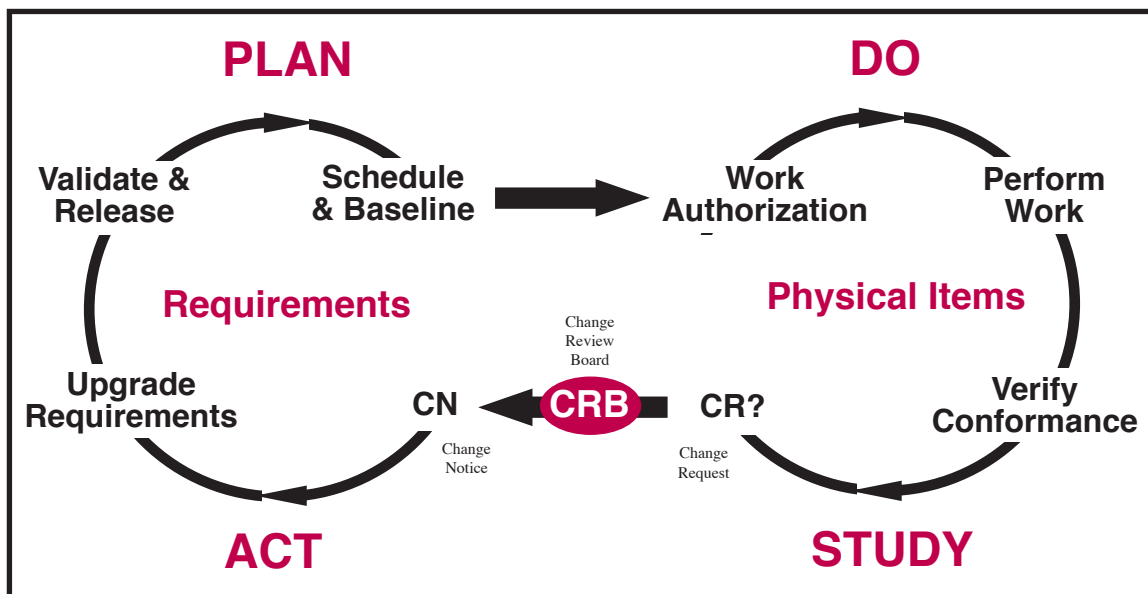 PLAN
DO
Validate &
Release
Schedule
& Baseline
Work
Authorization
Perform
Work
Requirements
Physical Items
Change
Review
Board
Upgrade
Requirements
CN
CRB
CR?
Verify
Conformance
Change
Notice
Change
Request
ACT
STUDY